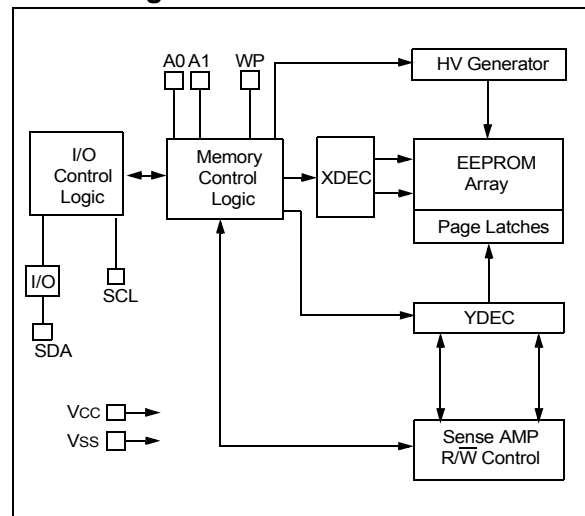 A0 A1 WP
HV Generator
I/O
Control
Logic
Memory
Control
Logic
XDEC
EEPROM
Array
Page Latches
I/O
SCL
SDA
YDEC
VCC
VSS
Sense AMP
R/W̅ Control